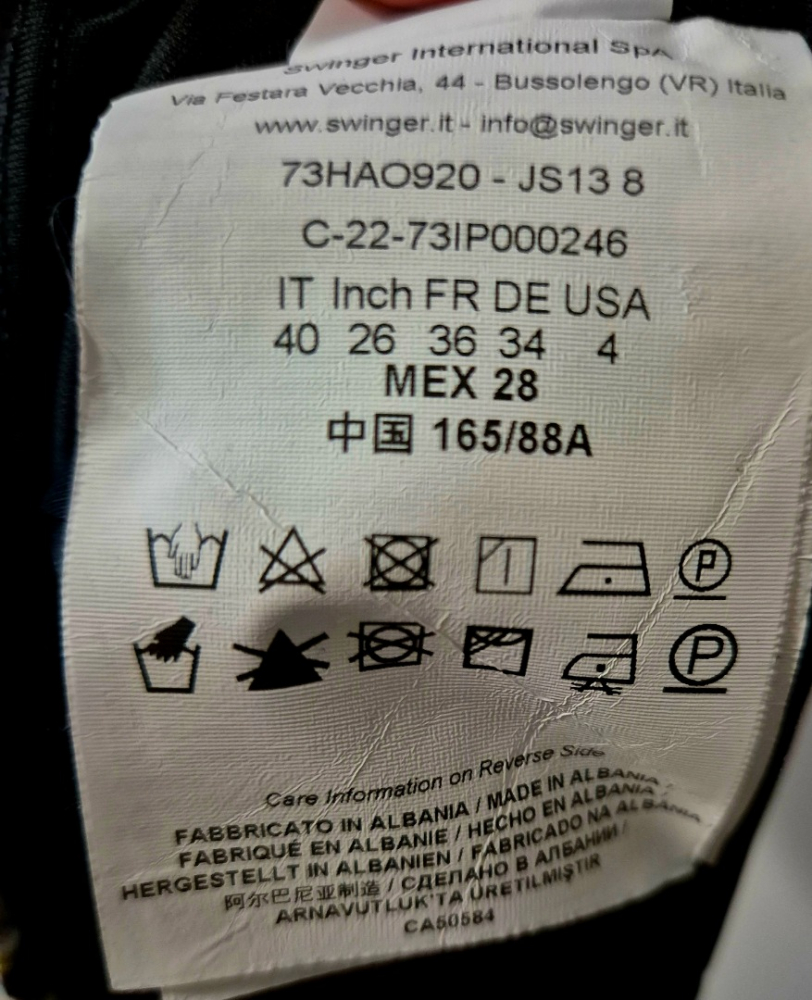 Swinger International SpA
Via Festara Vecchia, 44 - Bussolengo (VR) Italia
www.swinger.it - info@swinger.it
73HAO920 - JS13 8
C-22-73IP000246
IT Inch FR DE USA
40 26 36 34 4
MEX 28
中国 165/88A
P
P
Care Information on Reverse Side
FABBRICATO IN ALBANIA / MADE IN ALBANIA /
FABRIQUÉ EN ALBANIE / HECHO EN ALBANIA /
HERGESTELLT IN ALBANIEN / FABRICADO NA ALBANIA
阿尔巴尼亚制造 / СДЕЛАНО В АЛБАНИИ /
ARNAVUTLUK'TA ÜRETILMIŞTIR
CA50584